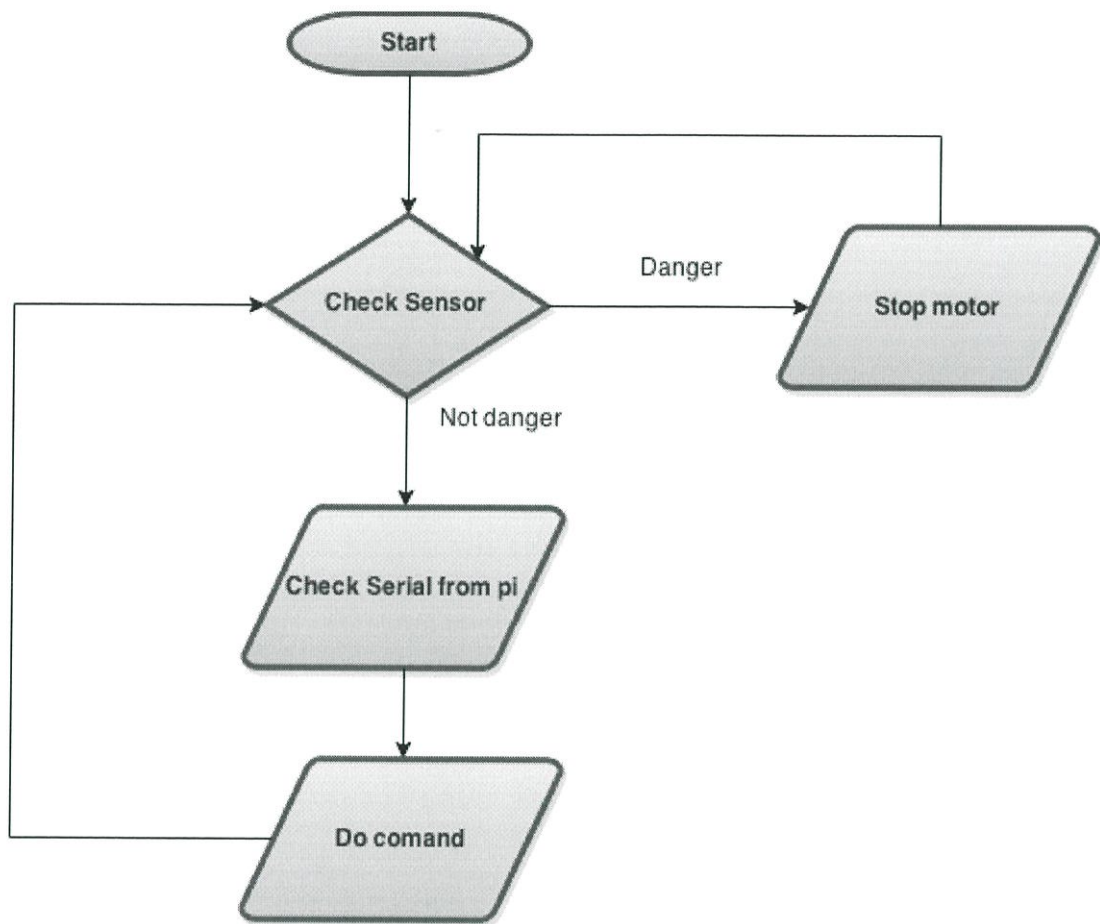 Start
Danger
Check Sensor
Stop motor
Not danger
Check Serial from pi
Do comand